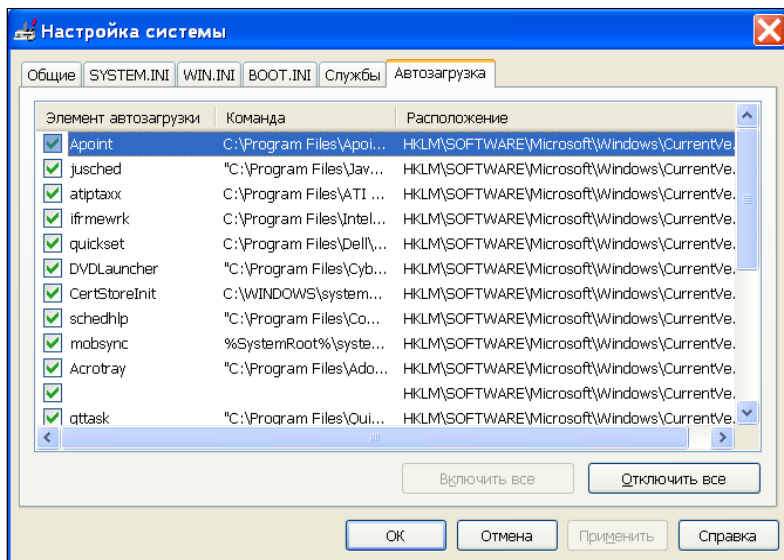 Настройка системы
Общие SYSTEM.INI WIN.INI BOOT.INI Службы Автозагрузка
Элемент автозагрузки Команда Расположение
Apoint C:\Program Files\Apoi... HKLM\SOFTWARE\Microsoft\Windows\CurrentVe.
jusched "C:\Program Files\Jav... HKLM\SOFTWARE\Microsoft\Windows\CurrentVe.
atiptaxx C:\Program Files\ATI ... HKLM\SOFTWARE\Microsoft\Windows\CurrentVe.
ifrmewrk C:\Program Files\Intel... HKLM\SOFTWARE\Microsoft\Windows\CurrentVe.
quickset C:\Program Files\Dell\... HKLM\SOFTWARE\Microsoft\Windows\CurrentVe.
DVDLauncher "C:\Program Files\Cyb... HKLM\SOFTWARE\Microsoft\Windows\CurrentVe.
CertStoreInit C:\WINDOWS\system... HKLM\SOFTWARE\Microsoft\Windows\CurrentVe.
schedhlp "C:\Program Files\Co... HKLM\SOFTWARE\Microsoft\Windows\CurrentVe.
mobsync %SystemRoot%\syste... HKLM\SOFTWARE\Microsoft\Windows\CurrentVe.
Acrotray "C:\Program Files\Ado... HKLM\SOFTWARE\Microsoft\Windows\CurrentVe.
HKLM\SOFTWARE\Microsoft\Windows\CurrentVe.
qttask "C:\Program Files\Qui... HKLM\SOFTWARE\Microsoft\Windows\CurrentVe.
Включить все Отключить все
ОК Отмена Применить Справка